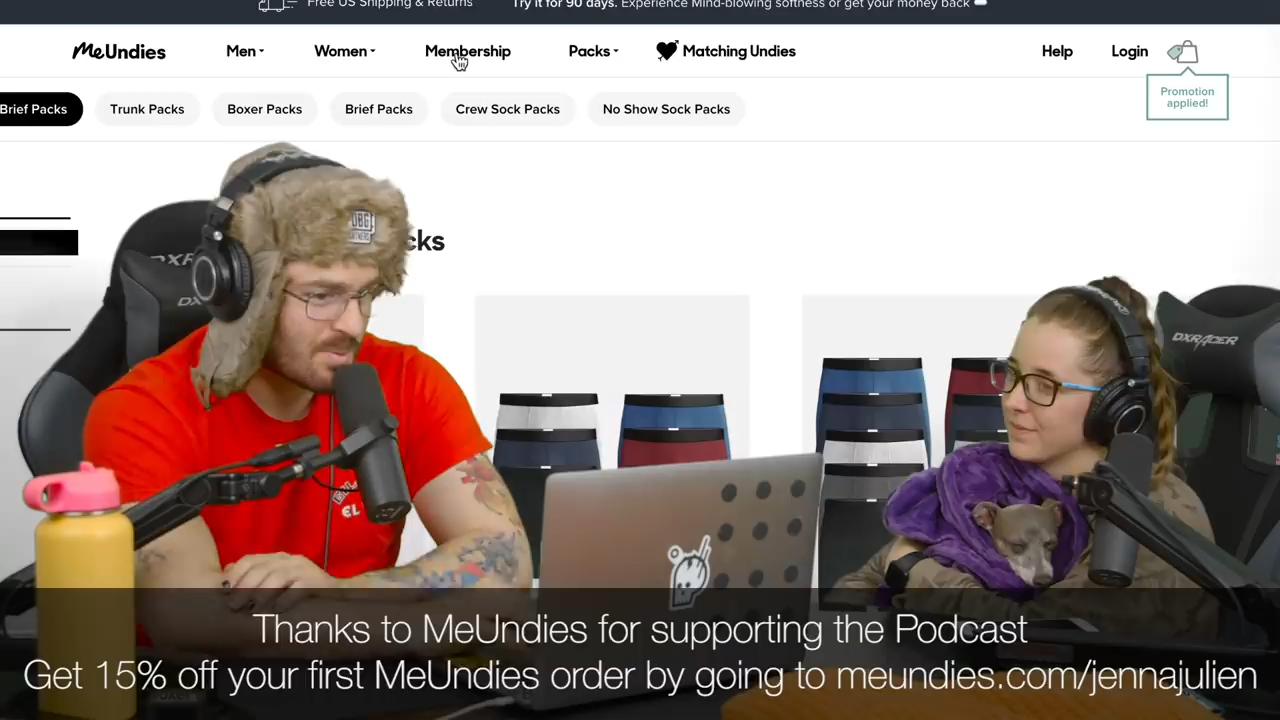 Free US Shipping & Returns
Try it for 90 days. Experience Mind-blowing softness or get your money back
MeUndies
Men
Women
Membership
Packs
Matching Undies
Help
Login
Promotion
applied!
Brief Packs
Trunk Packs
Boxer Packs
Brief Packs
Crew Sock Packs
No Show Sock Packs
cks
DXRACER
Thanks to MeUndies for supporting the Podcast
Get 15% off your first MeUndies order by going to meundies.com/jennajulien